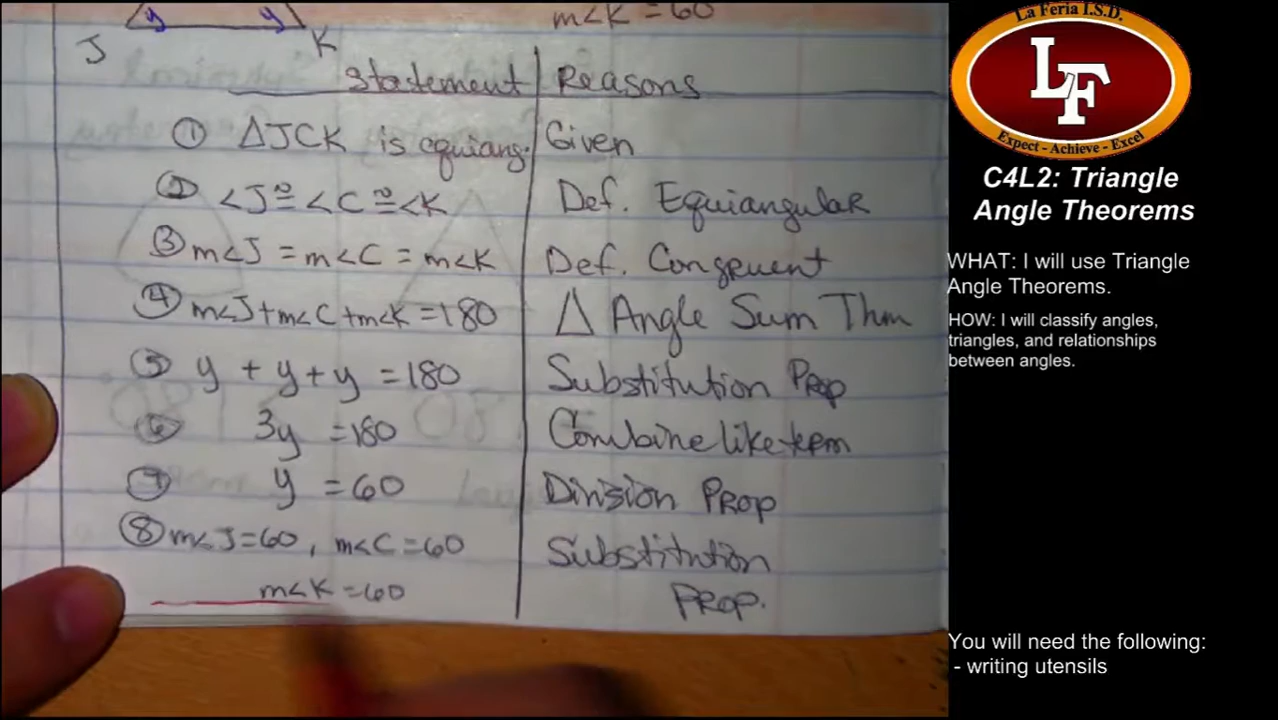 y y
m<K = 60
J K
Statement Reasons
① ΔJCK is equiang. Given
② <J ≅ <C ≅ <K Def. Equiangular
③ m<J = m<C = m<K Def. Congruent
④ m<J+m<C+m<K = 180 Δ Angle Sum Thm
⑤ y + y + y = 180 Substitution Prop
⑥ 3y = 180 Combine like term
⑦ y = 60 Division Prop
⑧ m<J = 60, m<C = 60 Substitution
m<K = 60 Prop.
La Feria I.S.D.
LF
Expect - Achieve - Excel
C4L2: Triangle
Angle Theorems
WHAT: I will use Triangle
Angle Theorems.
HOW: I will classify angles,
triangles, and relationships
between angles.
You will need the following:
- writing utensils